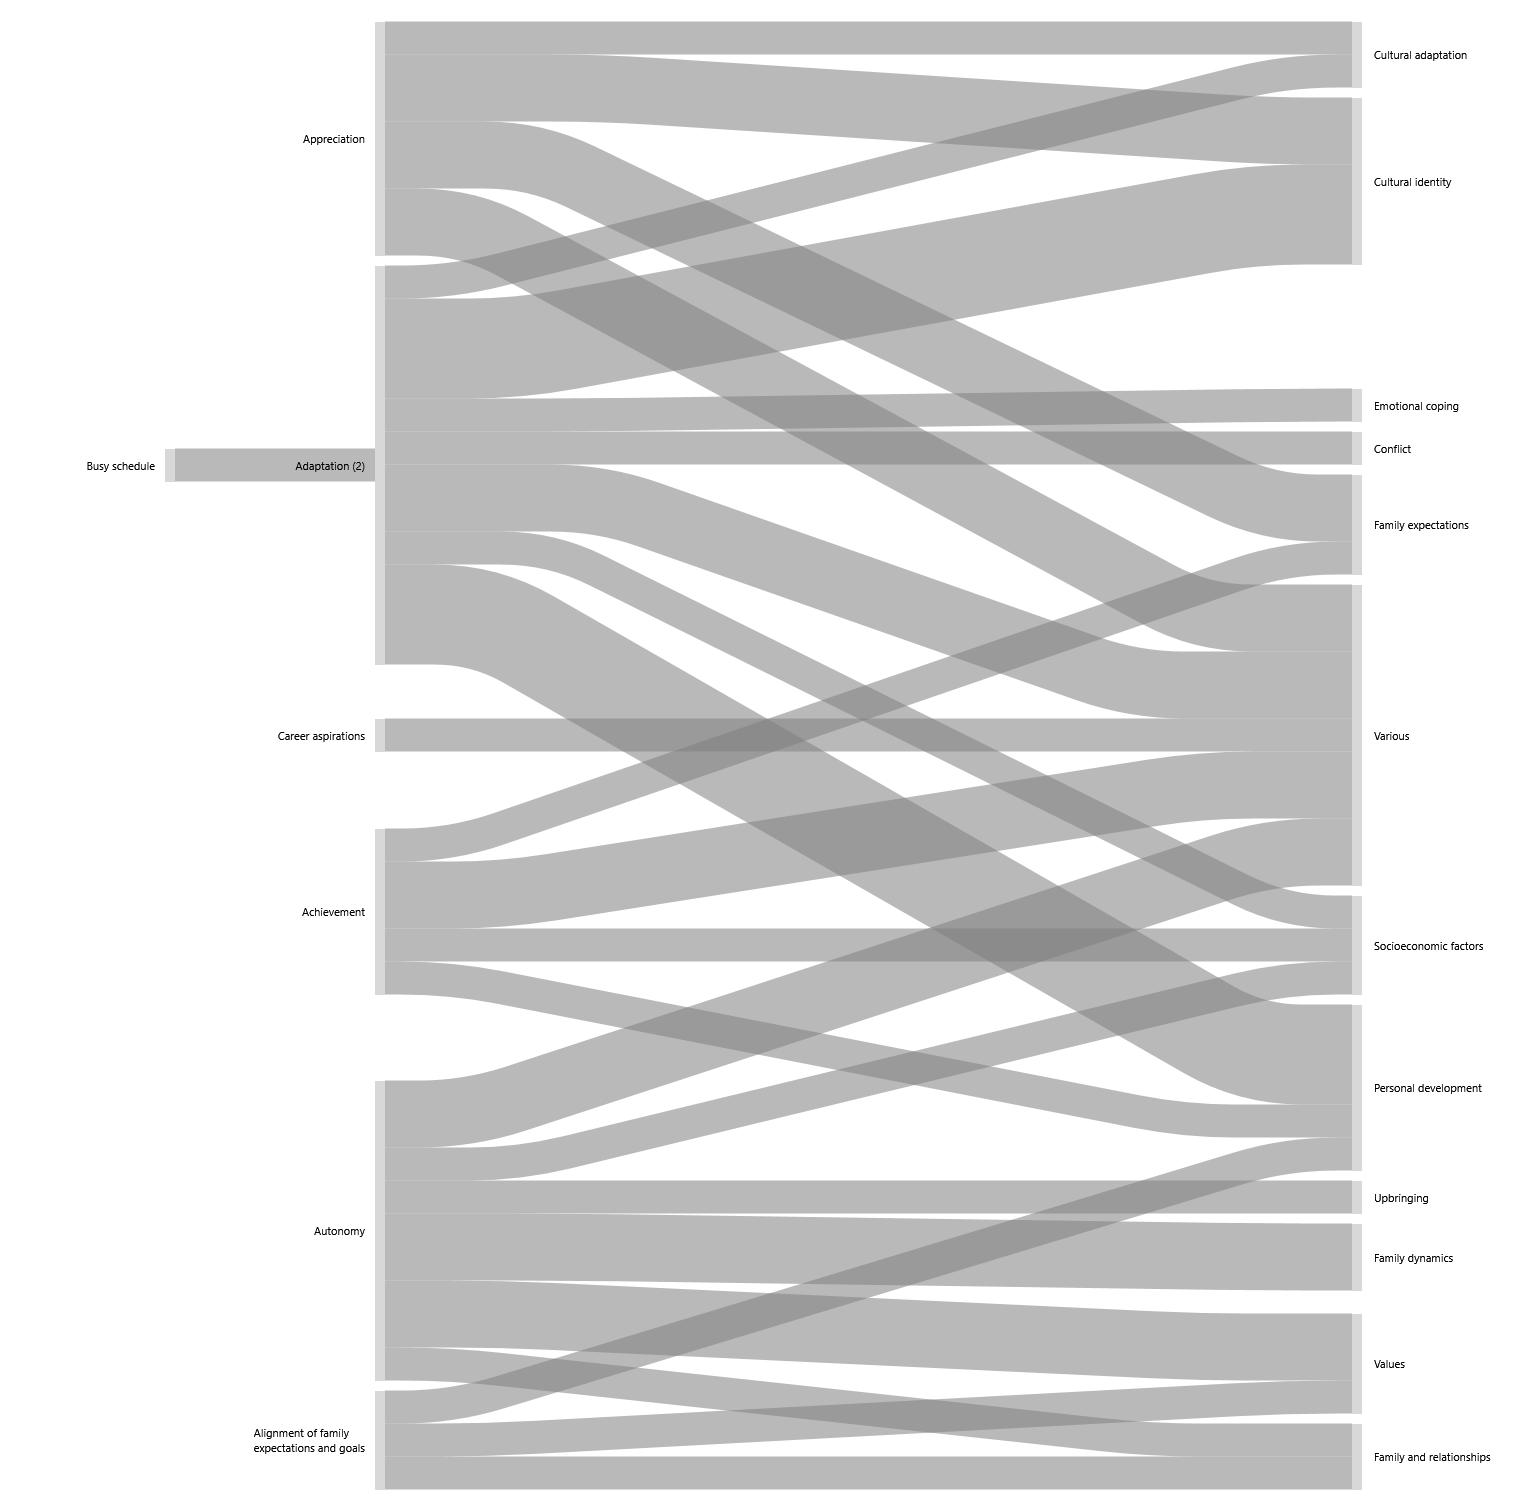 Cultural adaptation
Appreciation
Cultural identity
Emotional coping
Conflict
Busy schedule
Adaptation (2)
Family expectations
Career aspirations
Various
Achievement
Socioeconomic factors
Personal development
Upbringing
Autonomy
Family dynamics
Values
Alignment of family
expectations and goals
Family and relationships